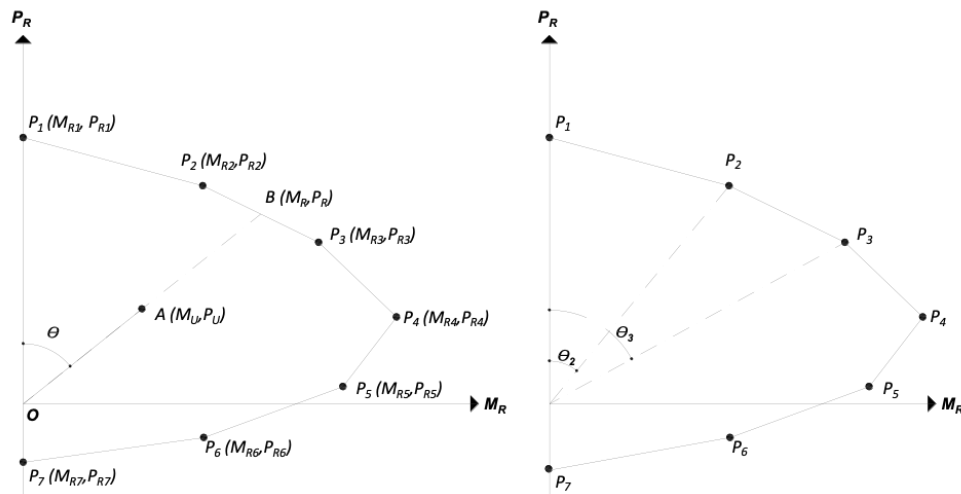 P_R
P_1 (M_R1, P_R1)
P_2 (M_R2,P_R2)
B (M_R,P_R)
P_3 (M_R3,P_R3)
A (M_U,P_U)
P_4 (M_R4,P_R4)
Θ
P_5 (M_R5,P_R5)
M_R
O
P_6 (M_R6,P_R6)
P_7 (M_R7,P_R7)
P_R
P_1
P_2
P_3
P_4
Θ_3
Θ_2
P_5
M_R
P_6
P_7